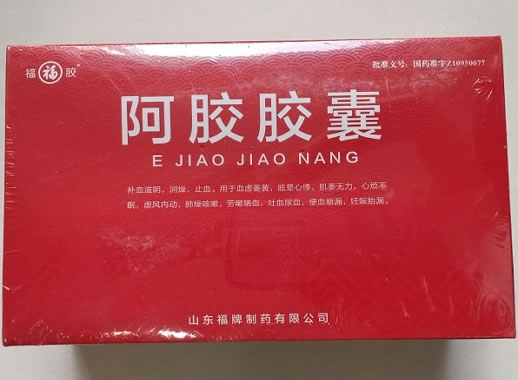 福 福 胶®
批准文号：国药准字Z10950077
阿胶胶囊
E JIAO JIAO NANG
补血滋阴，润燥，止血。用于血虚萎黄，眩晕心悸，肌萎无力，心烦不
眠，虚风内动，肺燥咳嗽，劳嗽咯血，吐血尿血，便血崩漏，妊娠胎漏。
山东福牌制药有限公司